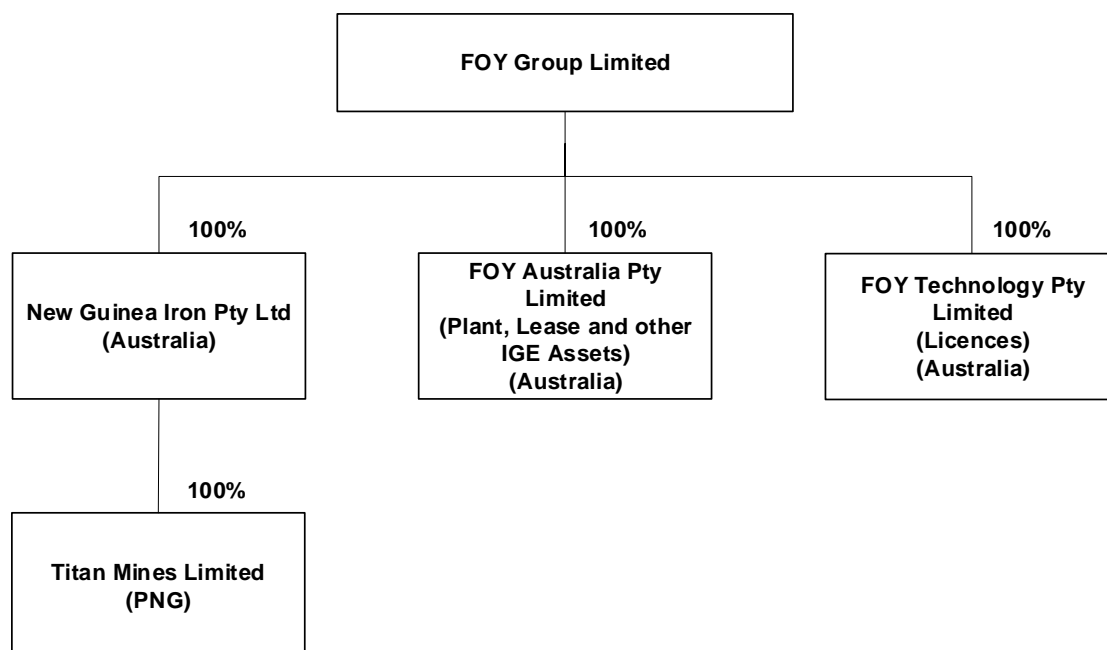 FOY Group Limited
100%
100%
100%
New Guinea Iron Pty Ltd
(Australia)
FOY Australia Pty
Limited
(Plant, Lease and other
IGE Assets)
(Australia)
FOY Technology Pty
Limited
(Licences)
(Australia)
100%
Titan Mines Limited
(PNG)